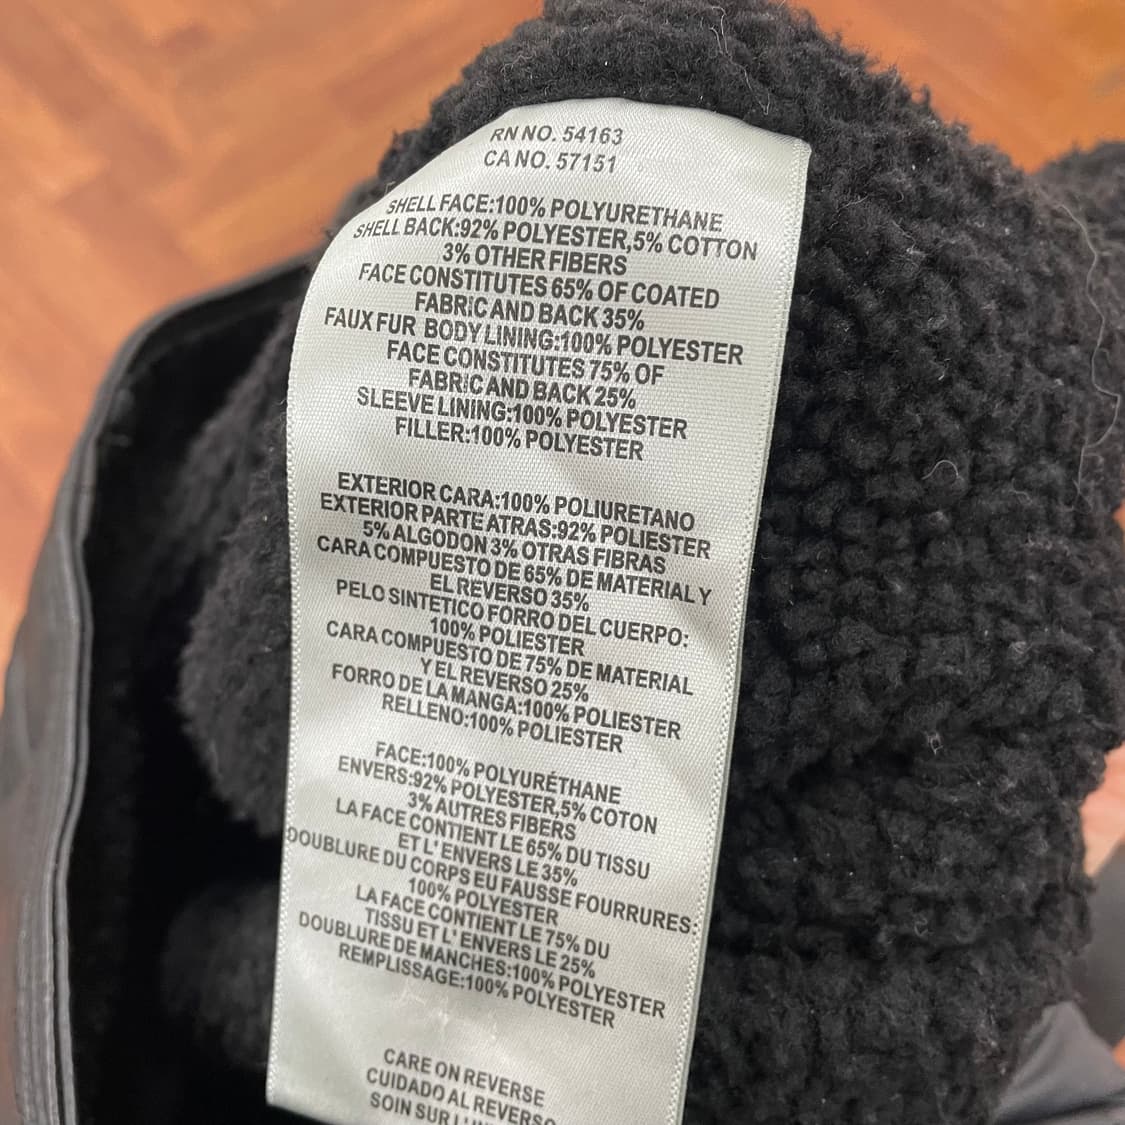 RN NO. 54163
CA NO. 57151
SHELL FACE:100% POLYURETHANE
SHELL BACK:92% POLYESTER,5% COTTON
3% OTHER FIBERS
FACE CONSTITUTES 65% OF COATED
FABRIC AND BACK 35%
FAUX FUR BODY LINING:100% POLYESTER
FACE CONSTITUTES 75% OF
FABRIC AND BACK 25%
SLEEVE LINING:100% POLYESTER
FILLER:100% POLYESTER
EXTERIOR CARA:100% POLIURETANO
EXTERIOR PARTE ATRAS:92% POLIESTER
5% ALGODON 3% OTRAS FIBRAS
CARA COMPUESTO DE 65% DE MATERIAL Y
EL REVERSO 35%
PELO SINTETICO FORRO DEL CUERPO:
100% POLIESTER
CARA COMPUESTO DE 75% DE MATERIAL
Y EL REVERSO 25%
FORRO DE LA MANGA:100% POLIESTER
RELLENO:100% POLIESTER
FACE:100% POLYURÉTHANE
ENVERS:92% POLYESTER,5% COTON
3% AUTRES FIBERS
LA FACE CONTIENT LE 65% DU TISSU
ET L' ENVERS LE 35%
DOUBLURE DU CORPS EU FAUSSE FOURRURES:
100% POLYESTER
LA FACE CONTIENT LE 75% DU
TISSU ET L' ENVERS LE 25%
DOUBLURE DE MANCHES:100% POLYESTER
REMPLISSAGE:100% POLYESTER
CARE ON REVERSE
CUIDADO AL REVERSO
SOIN SUR L'